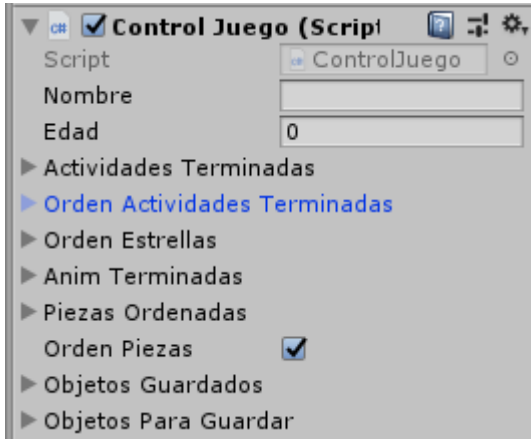 Control Juego (Script
Script ControlJuego
Nombre
Edad 0
Actividades Terminadas
Orden Actividades Terminadas
Orden Estrellas
Anim Terminadas
Piezas Ordenadas
Orden Piezas
Objetos Guardados
Objetos Para Guardar